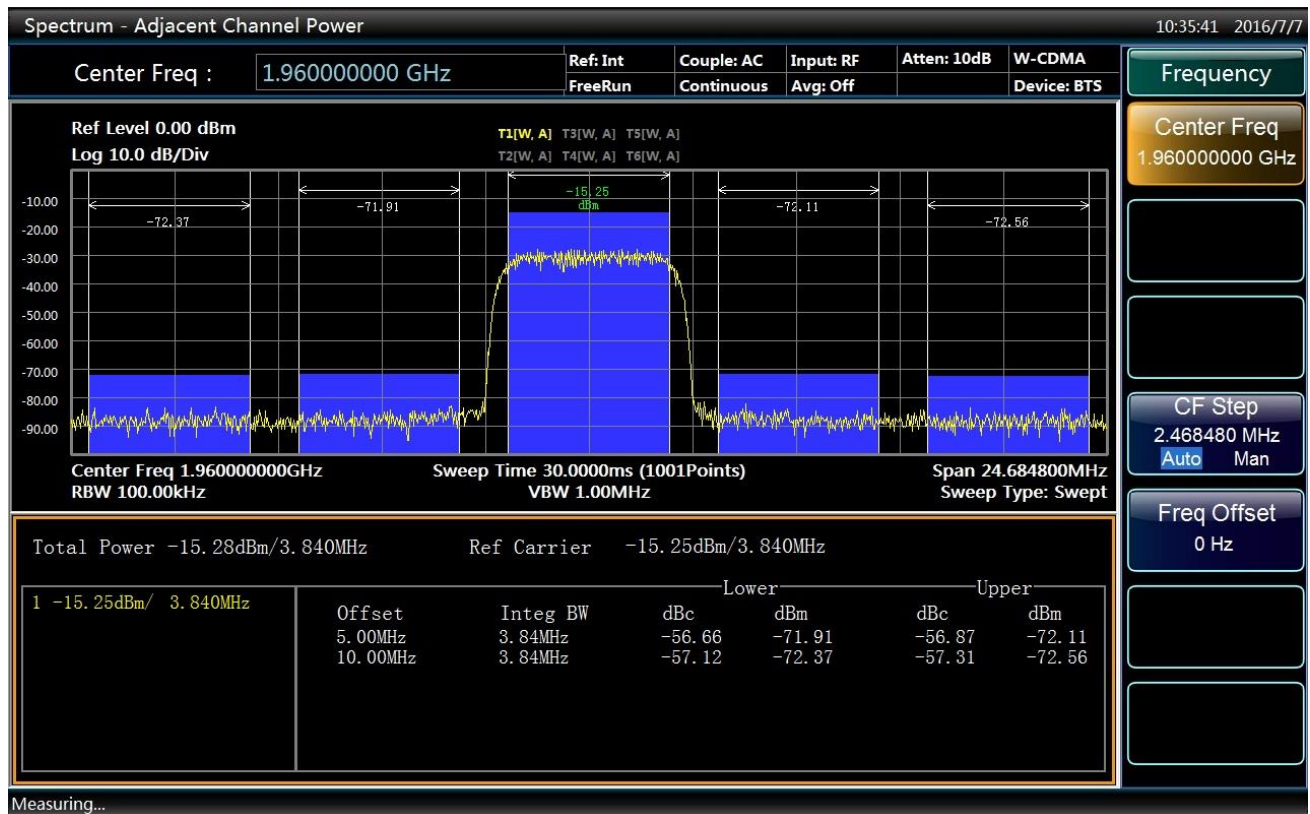 Spectrum - Adjacent Channel Power 10:35:41 2016/7/7
Center Freq : 1.960000000 GHz
Ref: Int Couple: AC Input: RF Atten: 10dB W-CDMA
FreeRun Continuous Avg: Off Device: BTS
Frequency
Ref Level 0.00 dBm
Log 10.0 dB/Div
T1[W, A] T3[W, A] T5[W, A]
T2[W, A] T4[W, A] T6[W, A]
-10.00
-20.00
-30.00
-40.00
-50.00
-60.00
-70.00
-80.00
-90.00
-72.37
-71.91
-15.25
dBm
-72.11
-72.56
Center Freq 1.960000000GHz Sweep Time 30.0000ms (1001Points) Span 24.684800MHz
RBW 100.00kHz VBW 1.00MHz Sweep Type: Swept
Total Power -15.28dBm/3.840MHz Ref Carrier -15.25dBm/3.840MHz
1 -15.25dBm/ 3.840MHz
Lower Upper
Offset Integ BW dBc dBm dBc dBm
5.00MHz 3.84MHz -56.66 -71.91 -56.87 -72.11
10.00MHz 3.84MHz -57.12 -72.37 -57.31 -72.56
Center Freq
1.960000000 GHz
CF Step
2.468480 MHz
Auto Man
Freq Offset
0 Hz
Measuring...